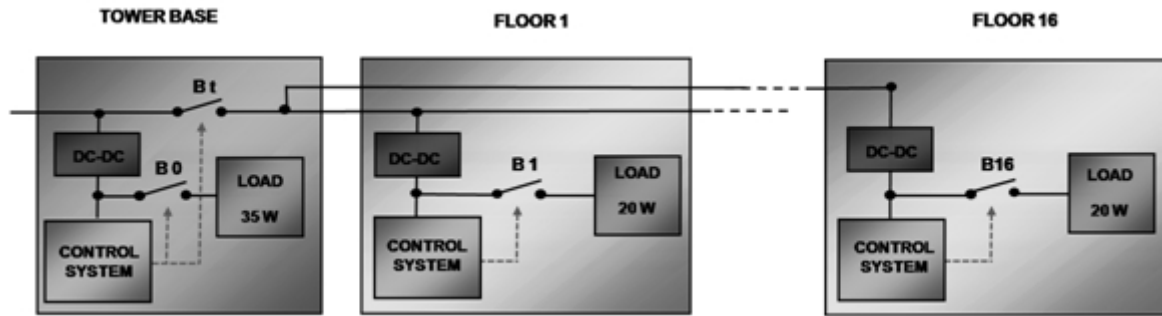 TOWER BASE
FLOOR 1
FLOOR 16
B t
DC-DC
B 0
LOAD
35 W
CONTROL
SYSTEM
DC-DC
B 1
LOAD
20 W
CONTROL
SYSTEM
DC-DC
B16
LOAD
20 W
CONTROL
SYSTEM